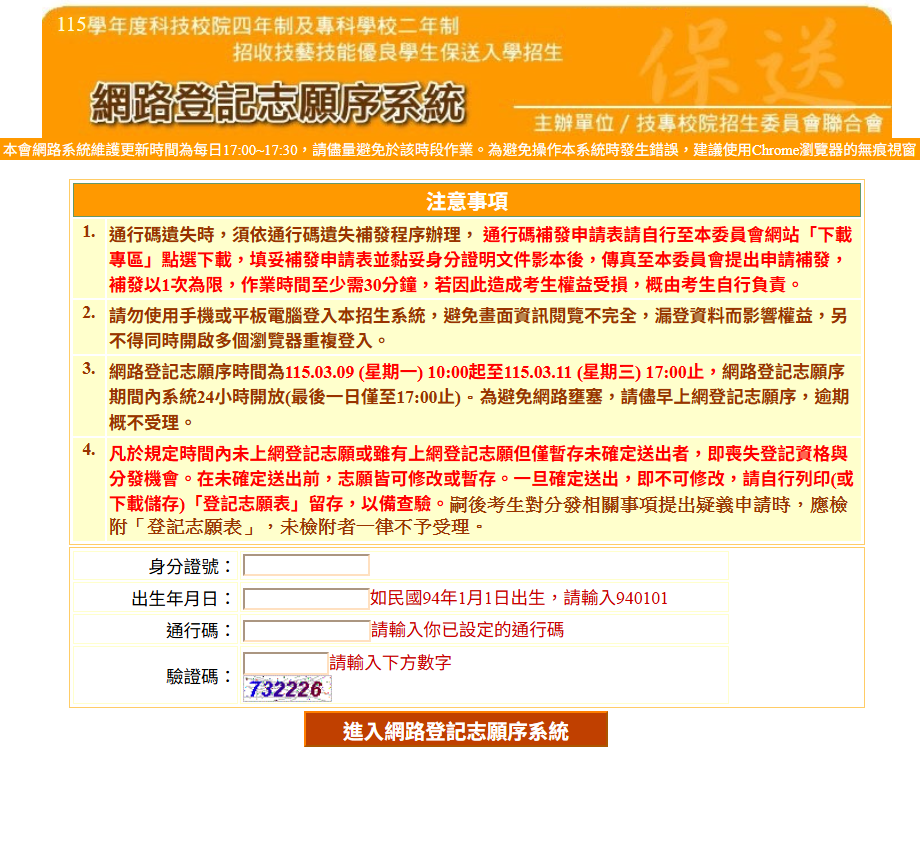 115學年度科技校院四年制及專科學校二年制
招收技藝技能優良學生保送入學招生
保送
網路登記志願序系統
主辦單位 / 技專校院招生委員會聯合會
本會網路系統維護更新時間為每日17:00~17:30，請儘量避免於該時段作業。為避免操作本系統時發生錯誤，建議使用Chrome瀏覽器的無痕視窗
注意事項
1. 通行碼遺失時，須依通行碼遺失補發程序辦理， 通行碼補發申請表請自行至本委員會網站「下載
專區」點選下載，填妥補發申請表並黏妥身分證明文件影本後，傳真至本委員會提出申請補發，
補發以1次為限，作業時間至少需30分鐘，若因此造成考生權益受損，概由考生自行負責。
2. 請勿使用手機或平板電腦登入本招生系統，避免畫面資訊閱覽不完全，漏登資料而影響權益，另
不得同時開啟多個瀏覽器重複登入。
3. 網路登記志願序時間為115.03.09 (星期一) 10:00起至115.03.11 (星期三) 17:00止，網路登記志願序
期間內系統24小時開放(最後一日僅至17:00止)。為避免網路壅塞，請儘早上網登記志願序，逾期
概不受理。
4. 凡於規定時間內未上網登記志願或雖有上網登記志願但僅暫存未確定送出者，即喪失登記資格與
分發機會。在未確定送出前，志願皆可修改或暫存。一旦確定送出，即不可修改，請自行列印(或
下載儲存)「登記志願表」留存，以備查驗。嗣後考生對分發相關事項提出疑義申請時，應檢
附「登記志願表」，未檢附者一律不予受理。
身分證號：
出生年月日： 如民國94年1月1日出生，請輸入940101
通行碼： 請輸入你已設定的通行碼
驗證碼： 請輸入下方數字
732226
進入網路登記志願序系統